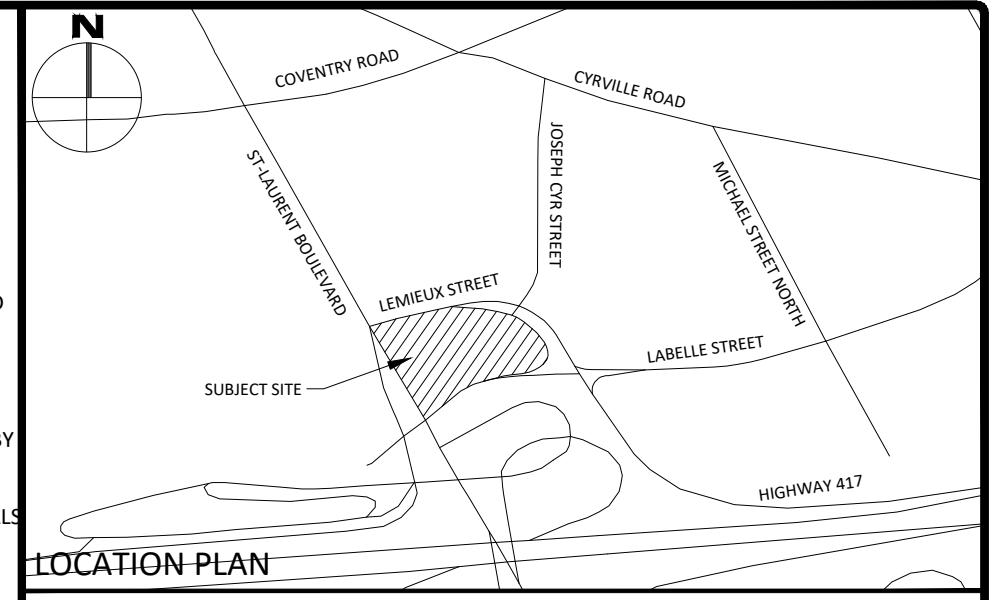 N
COVENTRY ROAD
CYRVILLE ROAD
ST-LAURENT BOULEVARD
JOSEPH CYR STREET
MICHAEL STREET NORTH
LEMIEUX STREET
LABELLE STREET
SUBJECT SITE
BY
HIGHWAY 417
LOCATION PLAN